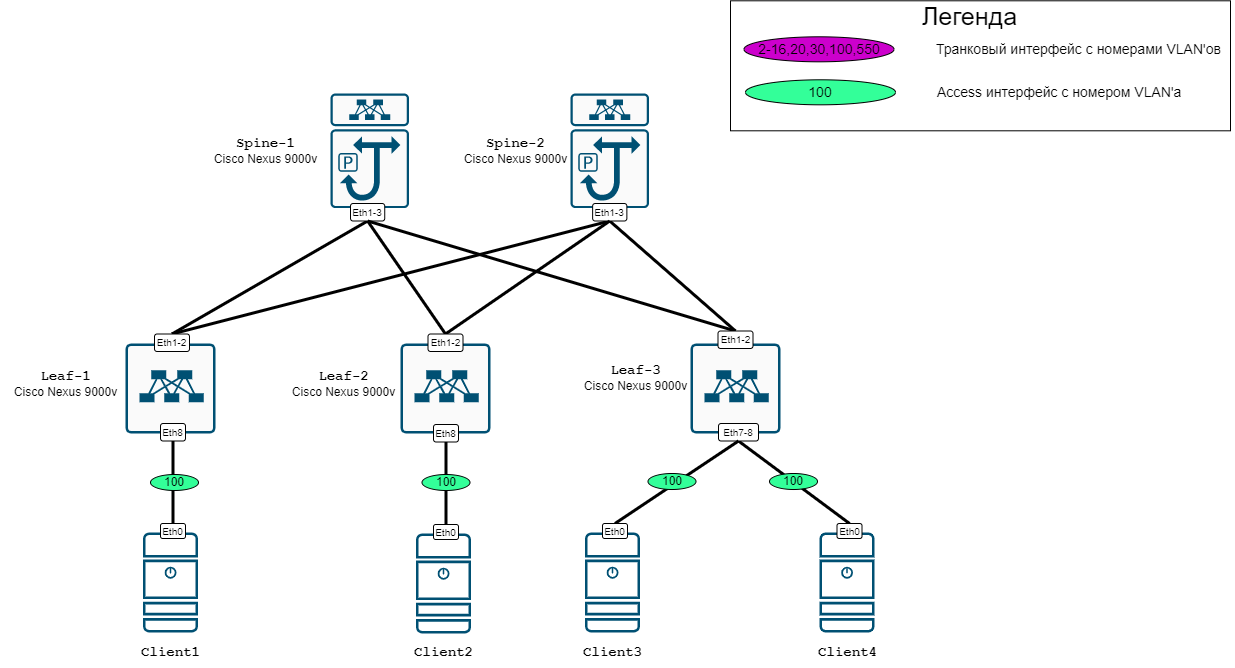 Легенда
2-16,20,30,100,550
Транковый интерфейс с номерами VLAN'ов
100
Access интерфейс с номером VLAN'а
Spine-1
Cisco Nexus 9000v
P
Eth1-3
Spine-2
Cisco Nexus 9000v
P
Eth1-3
Leaf-1
Cisco Nexus 9000v
Eth1-2
Eth8
Leaf-2
Cisco Nexus 9000v
Eth1-2
Eth8
Leaf-3
Cisco Nexus 9000v
Eth1-2
Eth7-8
100
100
100
100
Eth0
Eth0
Eth0
Eth0
Client1
Client2
Client3
Client4